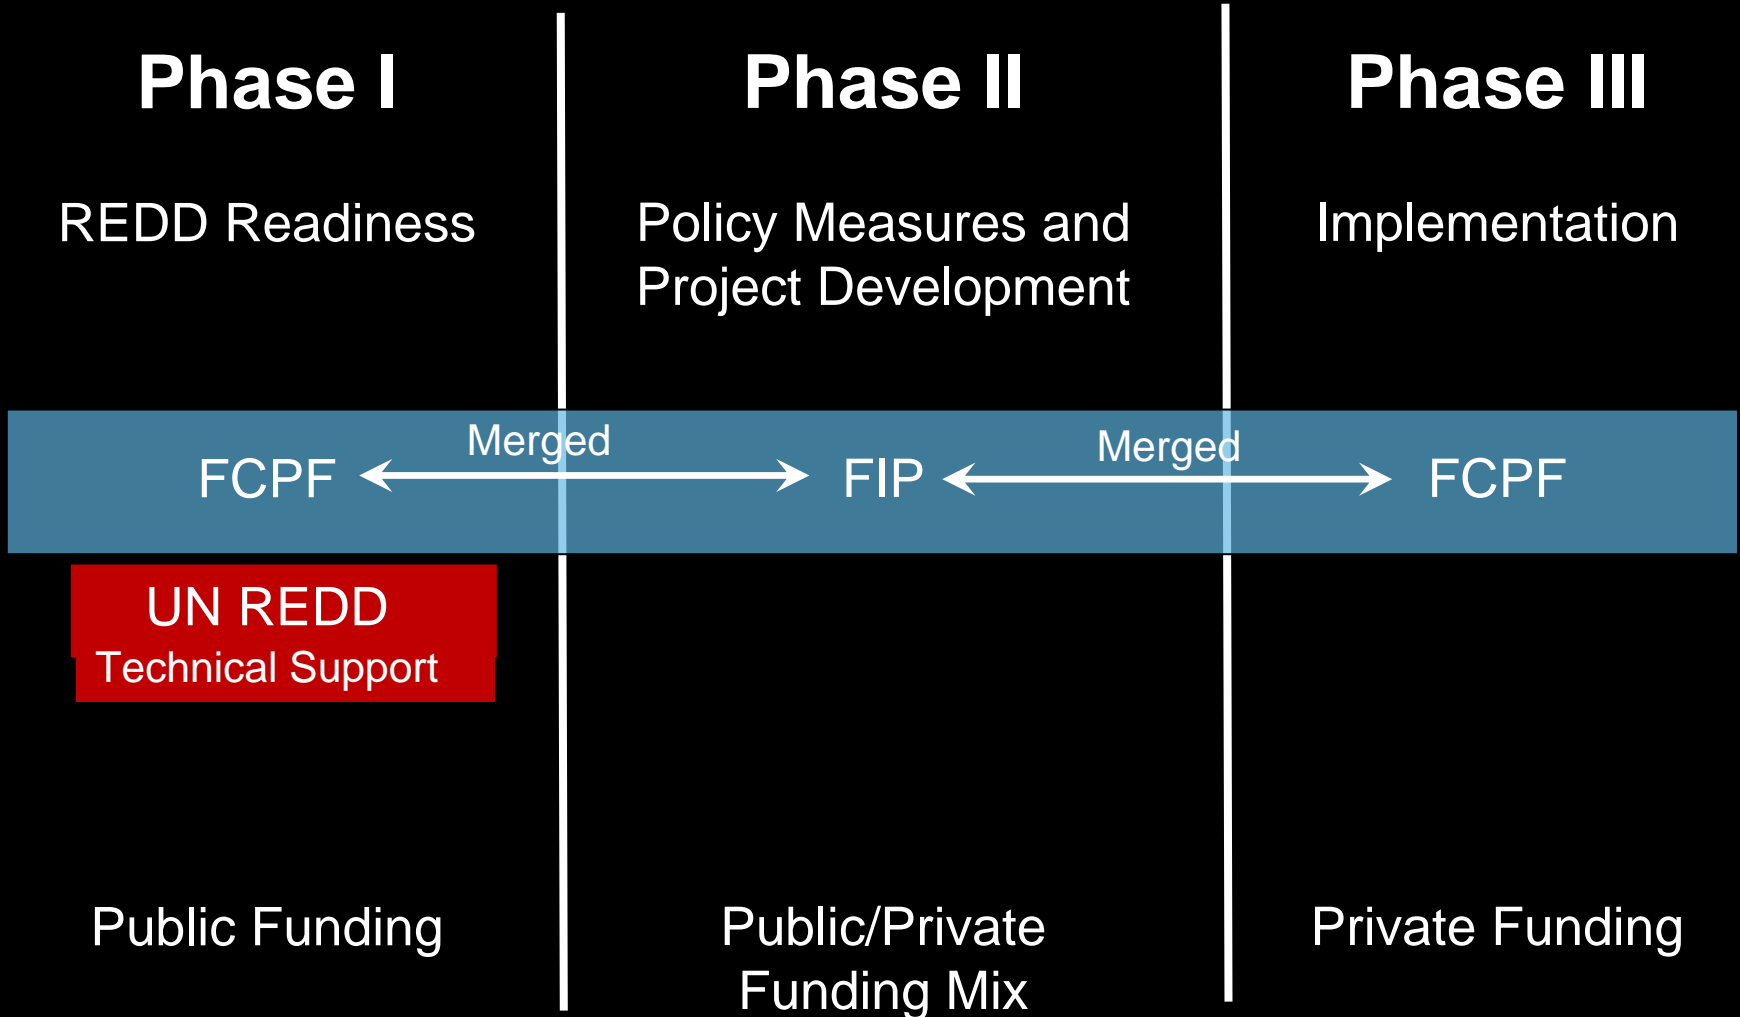 Phase I
Phase II
Phase III
REDD Readiness
Policy Measures and
Project Development
Implementation
FCPF
Merged
FIP
Merged
FCPF
UN REDD
Technical Support
Public Funding
Public/Private
Funding Mix
Private Funding